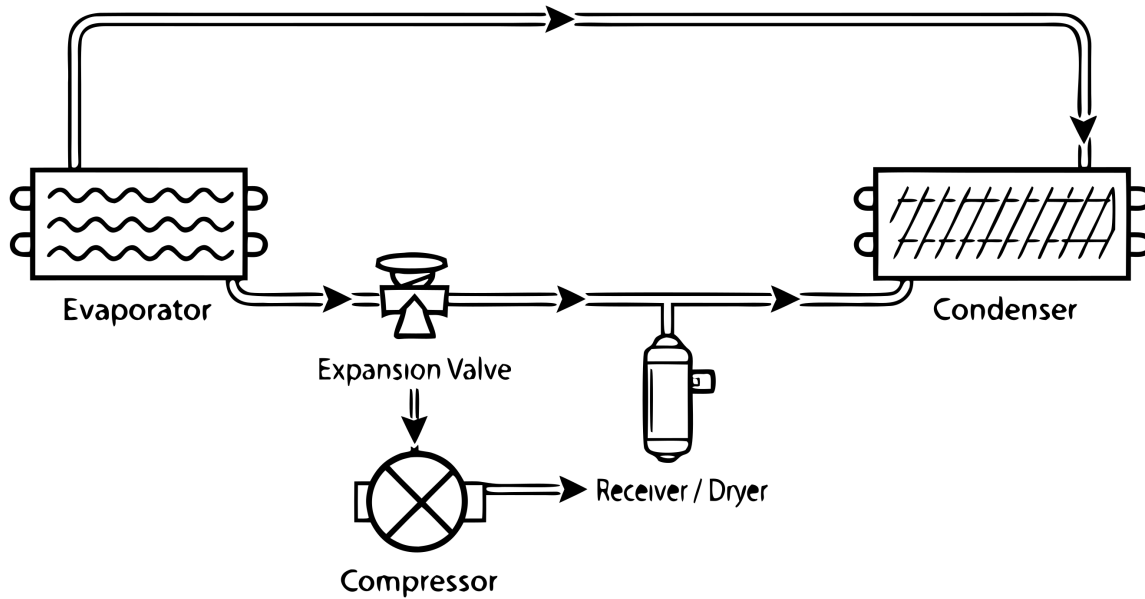 Evaporator
Condenser
Expansion Valve
Receiver / Dryer
Compressor